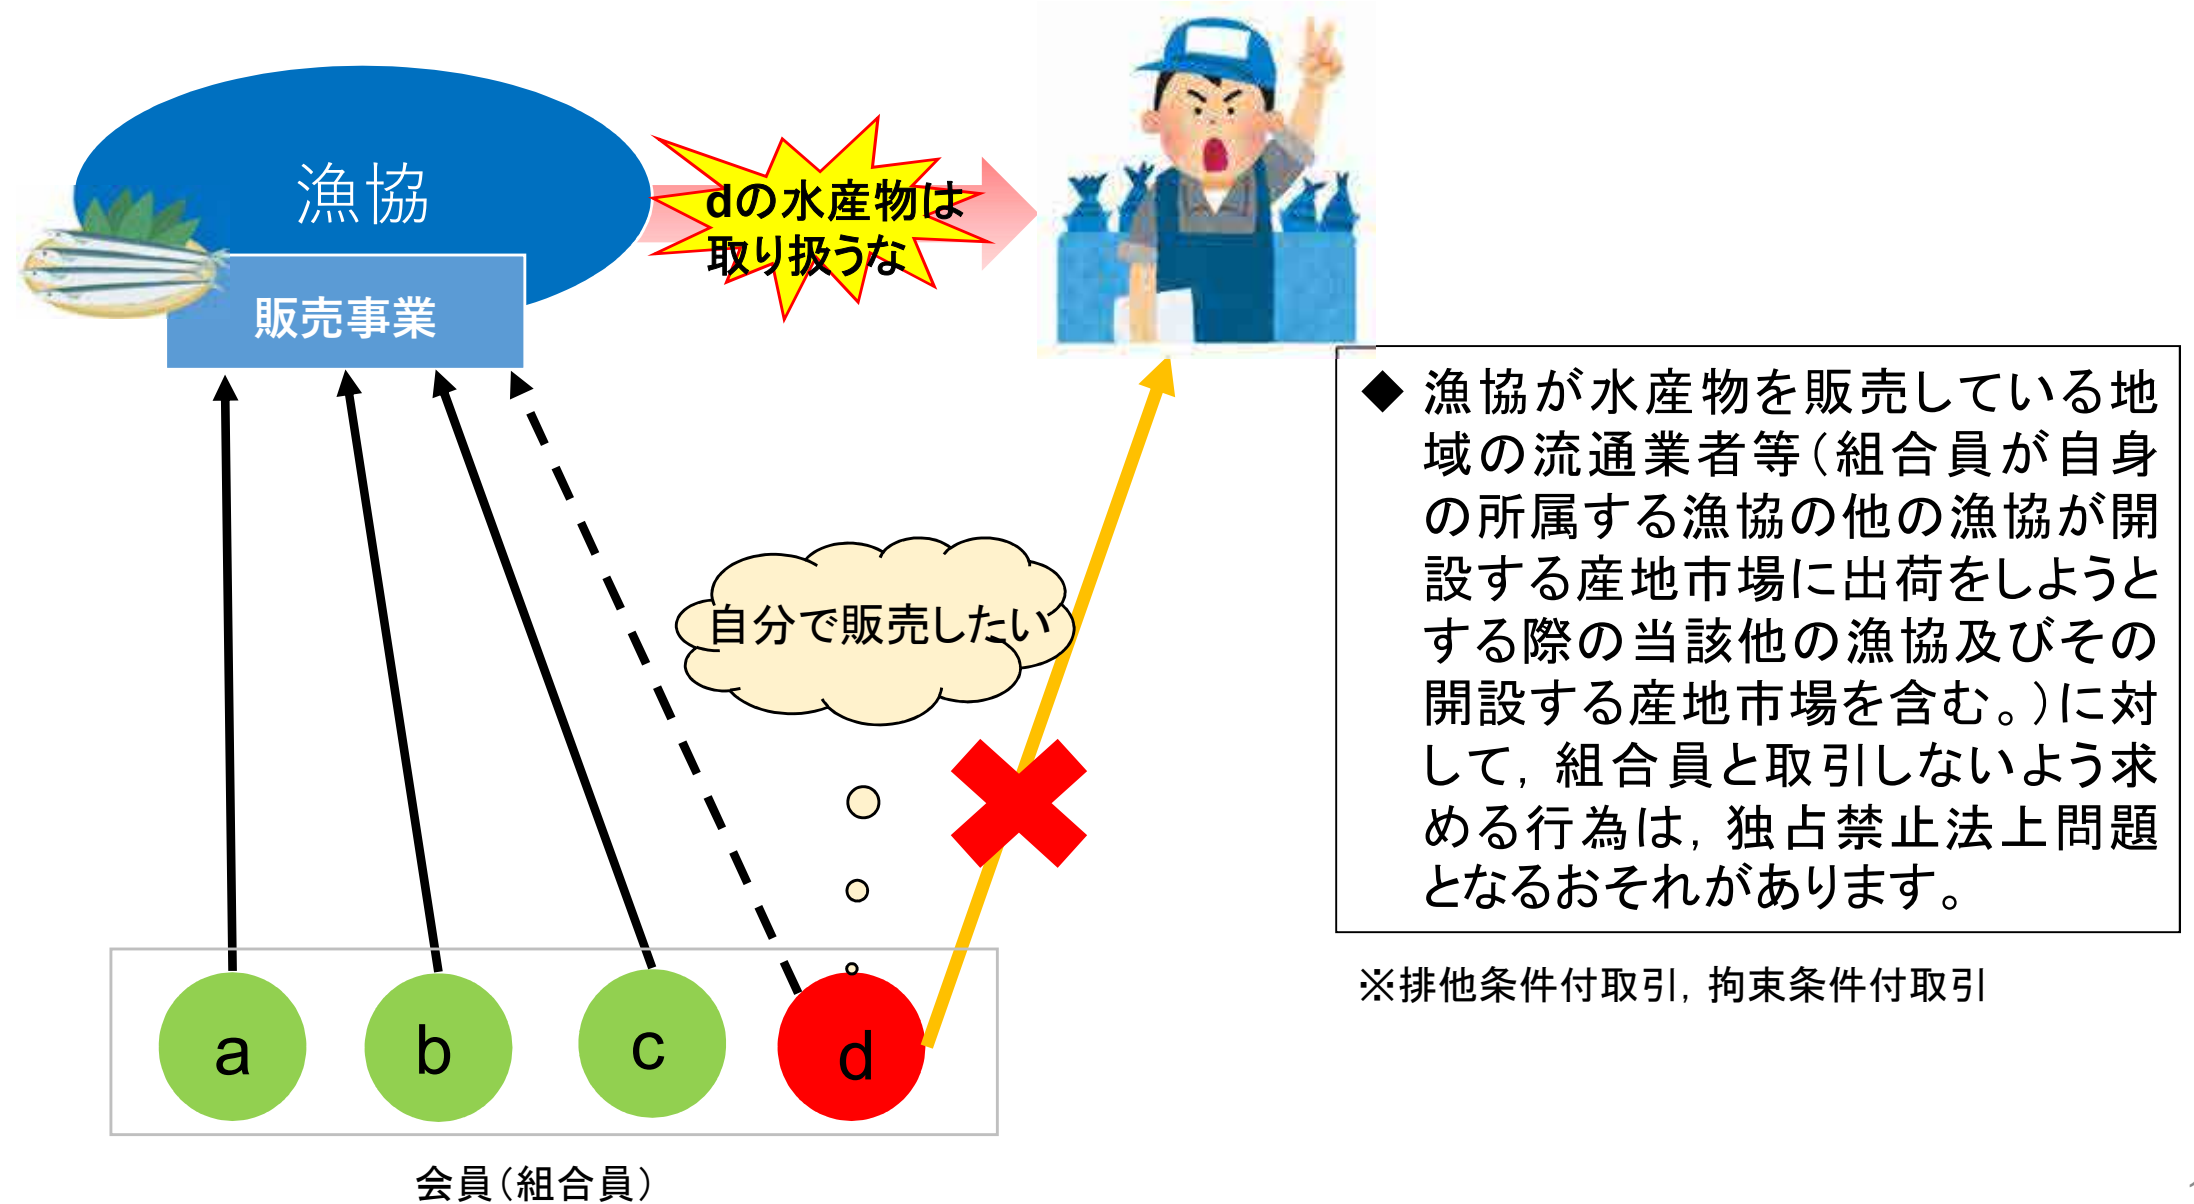 漁協
販売事業
dの水産物は
取り扱うな
自分で販売したい
a
b
c
d
会員(組合員)
◆ 漁協が水産物を販売している地
域の流通業者等(組合員が自身
の所属する漁協の他の漁協が開
設する産地市場に出荷をしようと
する際の当該他の漁協及びその
開設する産地市場を含む。)に対
して,組合員と取引しないよう求
める行為は,独占禁止法上問題
となるおそれがあります。
※排他条件付取引,拘束条件付取引